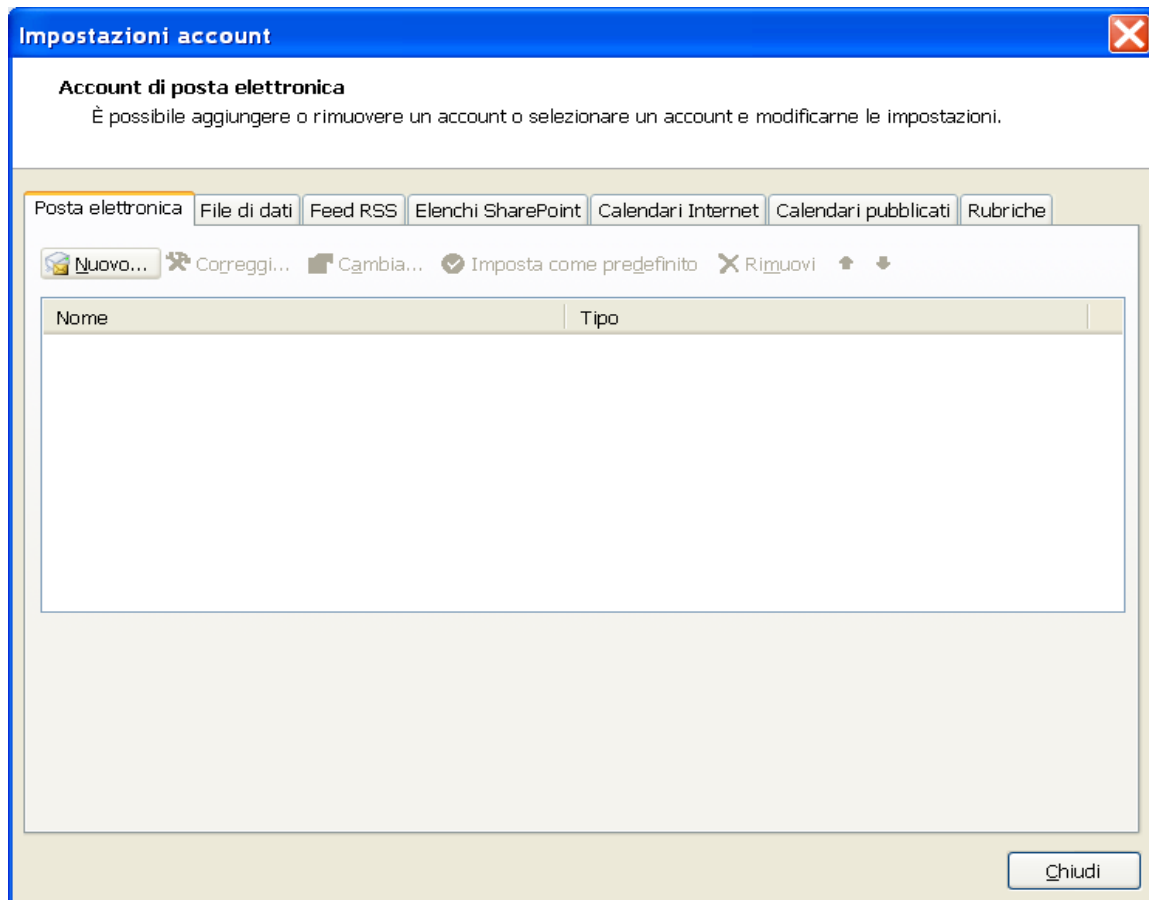 Impostazioni account
Account di posta elettronica
È possibile aggiungere o rimuovere un account o selezionare un account e modificarne le impostazioni.
Posta elettronica File di dati Feed RSS Elenchi SharePoint Calendari Internet Calendari pubblicati Rubriche
Nuovo... Correggi... Cambia... Imposta come predefinito Rimuovi
Nome Tipo
Chiudi